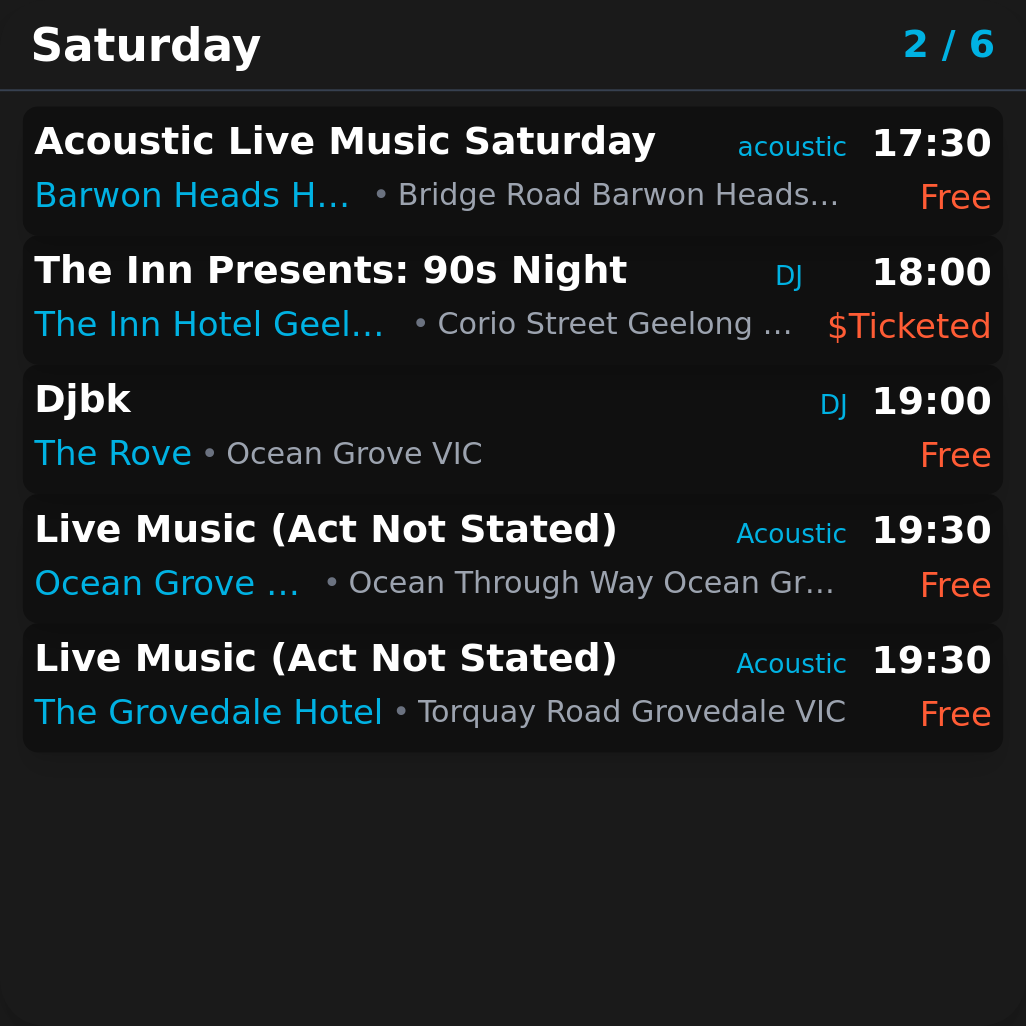 Saturday 2 / 6
Acoustic Live Music Saturday acoustic 17:30
Barwon Heads H… • Bridge Road Barwon Heads… Free
The Inn Presents: 90s Night DJ 18:00
The Inn Hotel Geel… • Corio Street Geelong … $Ticketed
Djbk DJ 19:00
The Rove • Ocean Grove VIC Free
Live Music (Act Not Stated) Acoustic 19:30
Ocean Grove … • Ocean Through Way Ocean Gr… Free
Live Music (Act Not Stated) Acoustic 19:30
The Grovedale Hotel • Torquay Road Grovedale VIC Free